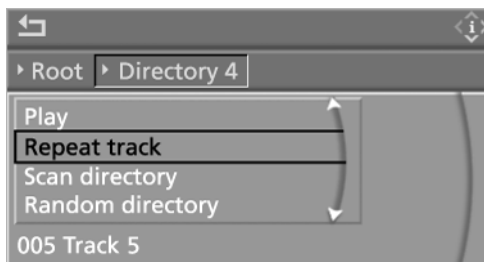 i
Root Directory 4
Play
Repeat track
Scan directory
Random directory
005 Track 5